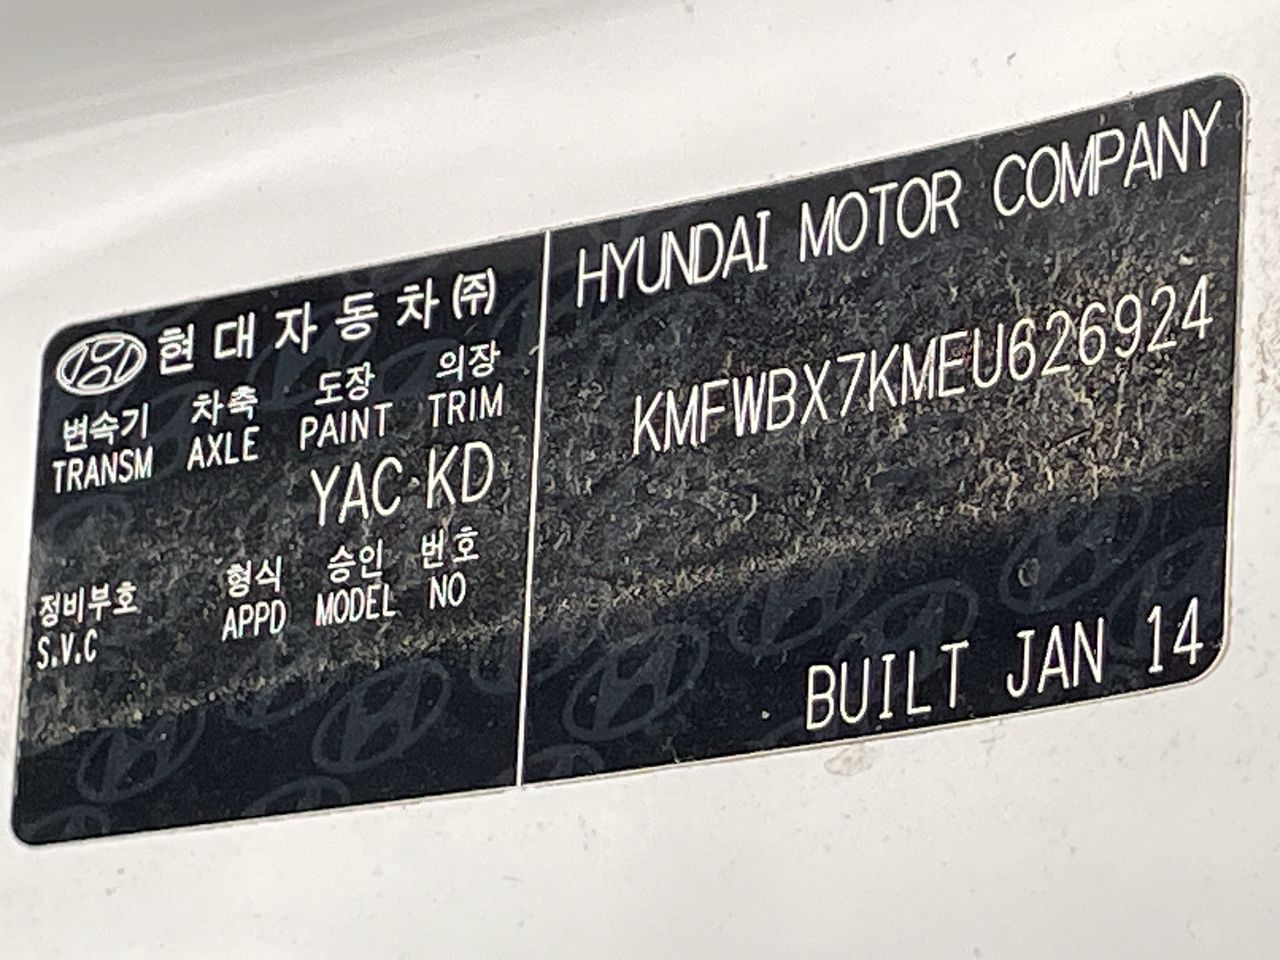 현대자동차㈜
변속기 차축 도장 의장
TRANSM AXLE PAINT TRIM
YAC KD
정비부호 형식 승인 번호
S.V.C APPD MODEL NO
HYUNDAI MOTOR COMPANY
KMFWBX7KMEU626924
BUILT JAN 14